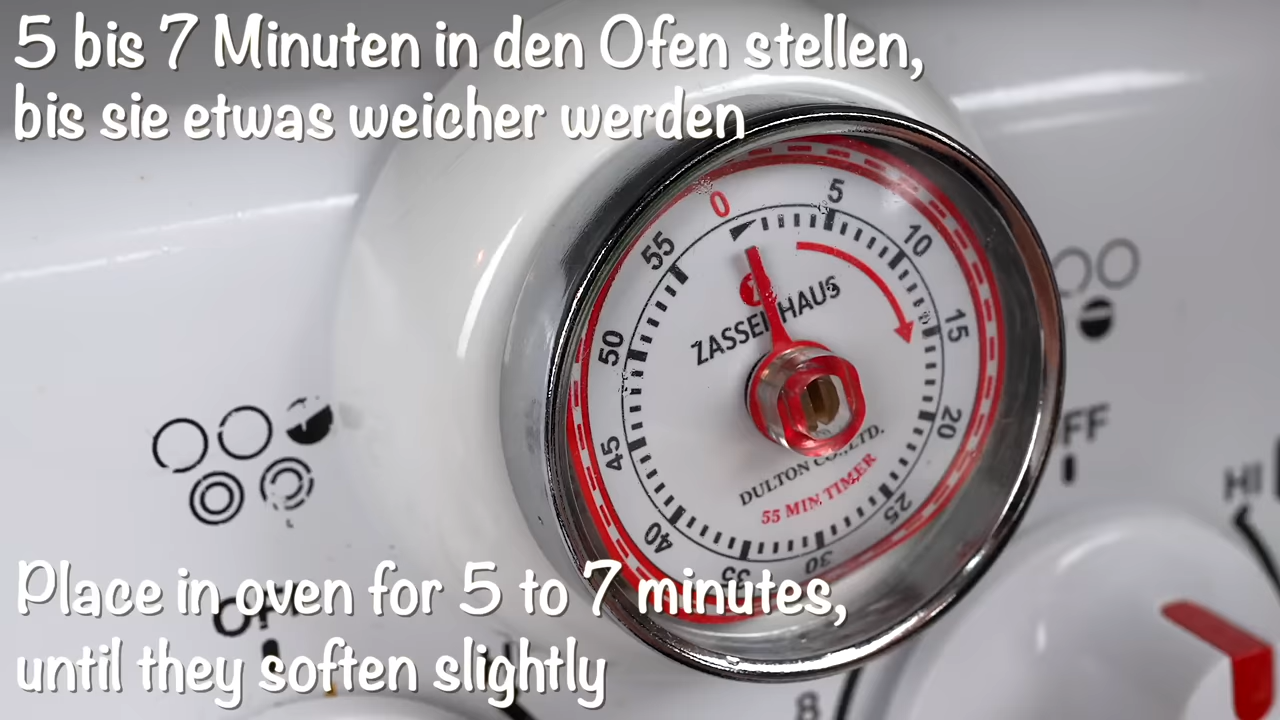 5 bis 7 Minuten in den Ofen stellen,
bis sie etwas weicher werden
0
5
10
15
20
25
30
35
40
45
50
55
ZASSENHAUS
DULTON CO. LTD.
55 MIN TIMER
HI
8
Place in oven for 5 to 7 minutes,
until they soften slightly